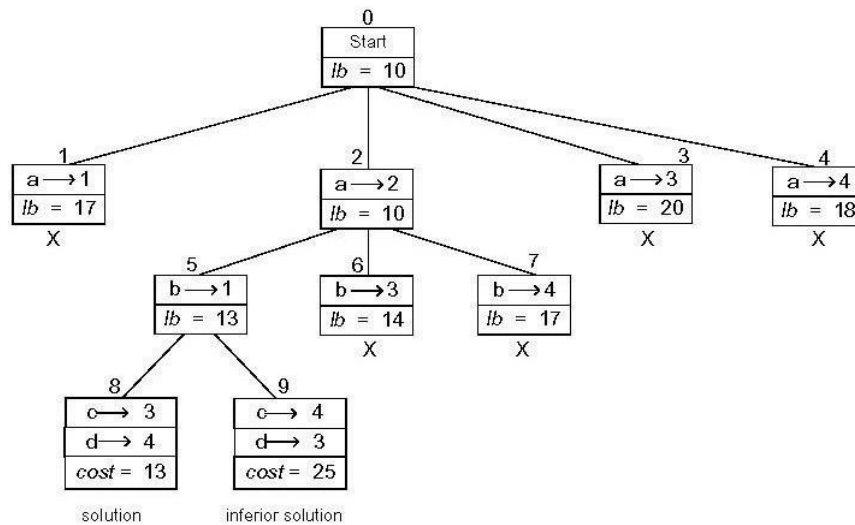 0
Start
lb = 10
1
a → 1
lb = 17
X
2
a → 2
lb = 10
3
a → 3
lb = 20
X
4
a → 4
lb = 18
X
5
b → 1
lb = 13
6
b → 3
lb = 14
X
7
b → 4
lb = 17
X
8
c → 3
d → 4
cost = 13
solution
9
c → 4
d → 3
cost = 25
inferior solution